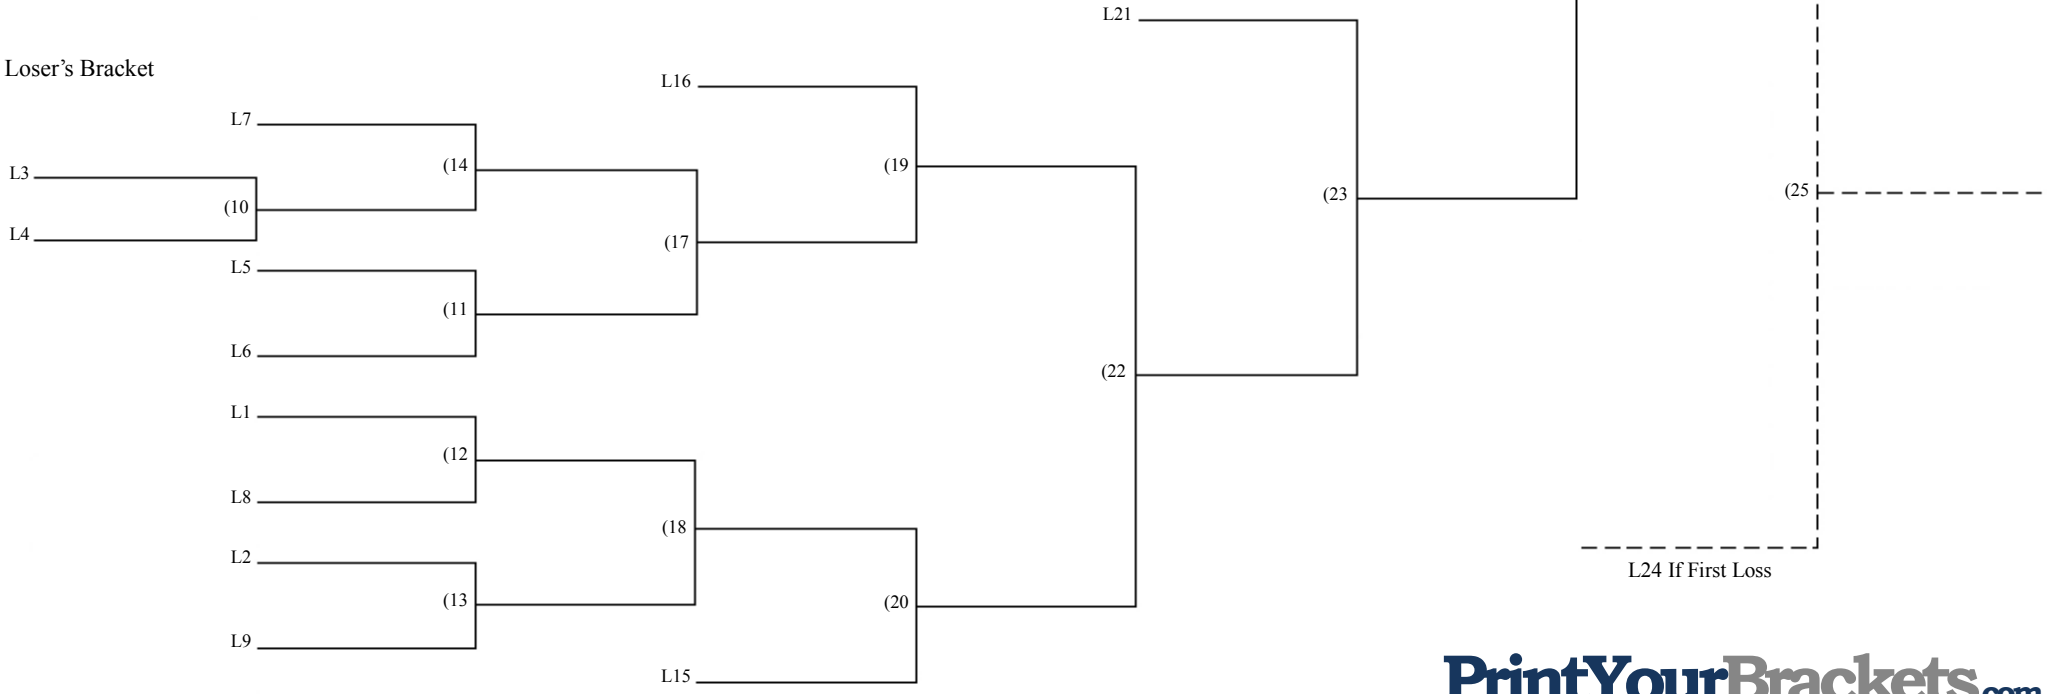 L21
Loser’s Bracket
L16
L7
(14
(19
L3
(10
(23
(25
L4
(17
L5
(11
L6
(22
L1
(12
L8
(18
L2
L24 If First Loss
(13
(20
L9
L15
PrintYourBrackets.com